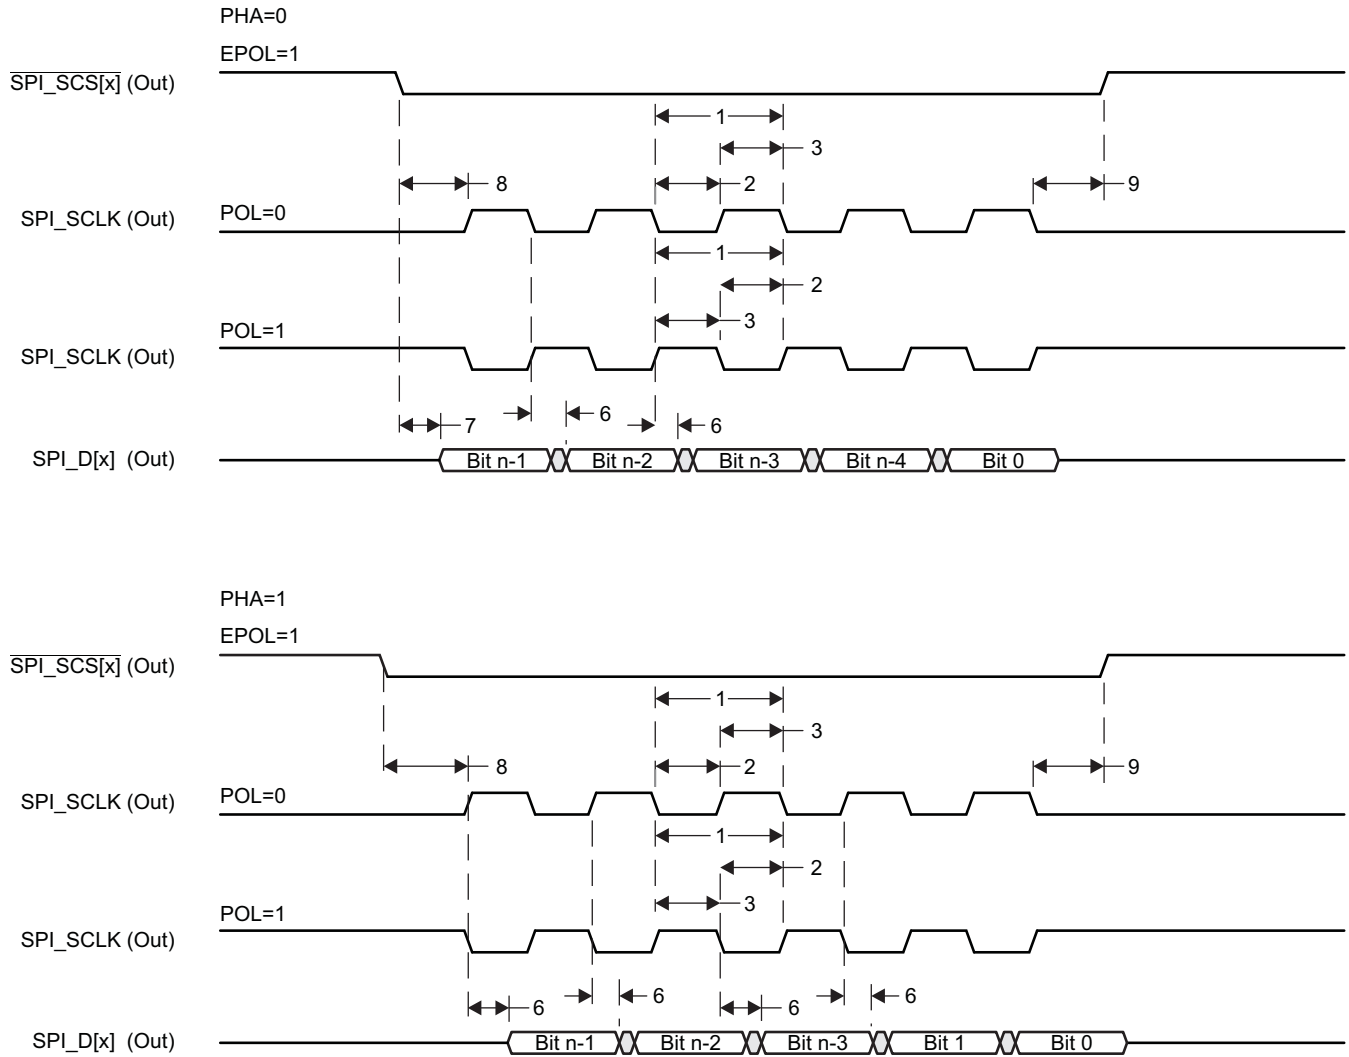 PHA=0
EPOL=1
SPI_SCS[x] (Out)
1
3
8
2
9
SPI_SCLK (Out)
POL=0
1
2
3
POL=1
SPI_SCLK (Out)
7
6
6
SPI_D[x] (Out)
Bit n-1
Bit n-2
Bit n-3
Bit n-4
Bit 0
PHA=1
EPOL=1
SPI_SCS[x] (Out)
1
3
8
2
9
SPI_SCLK (Out)
POL=0
1
2
3
POL=1
SPI_SCLK (Out)
6
6
6
6
SPI_D[x] (Out)
Bit n-1
Bit n-2
Bit n-3
Bit 1
Bit 0